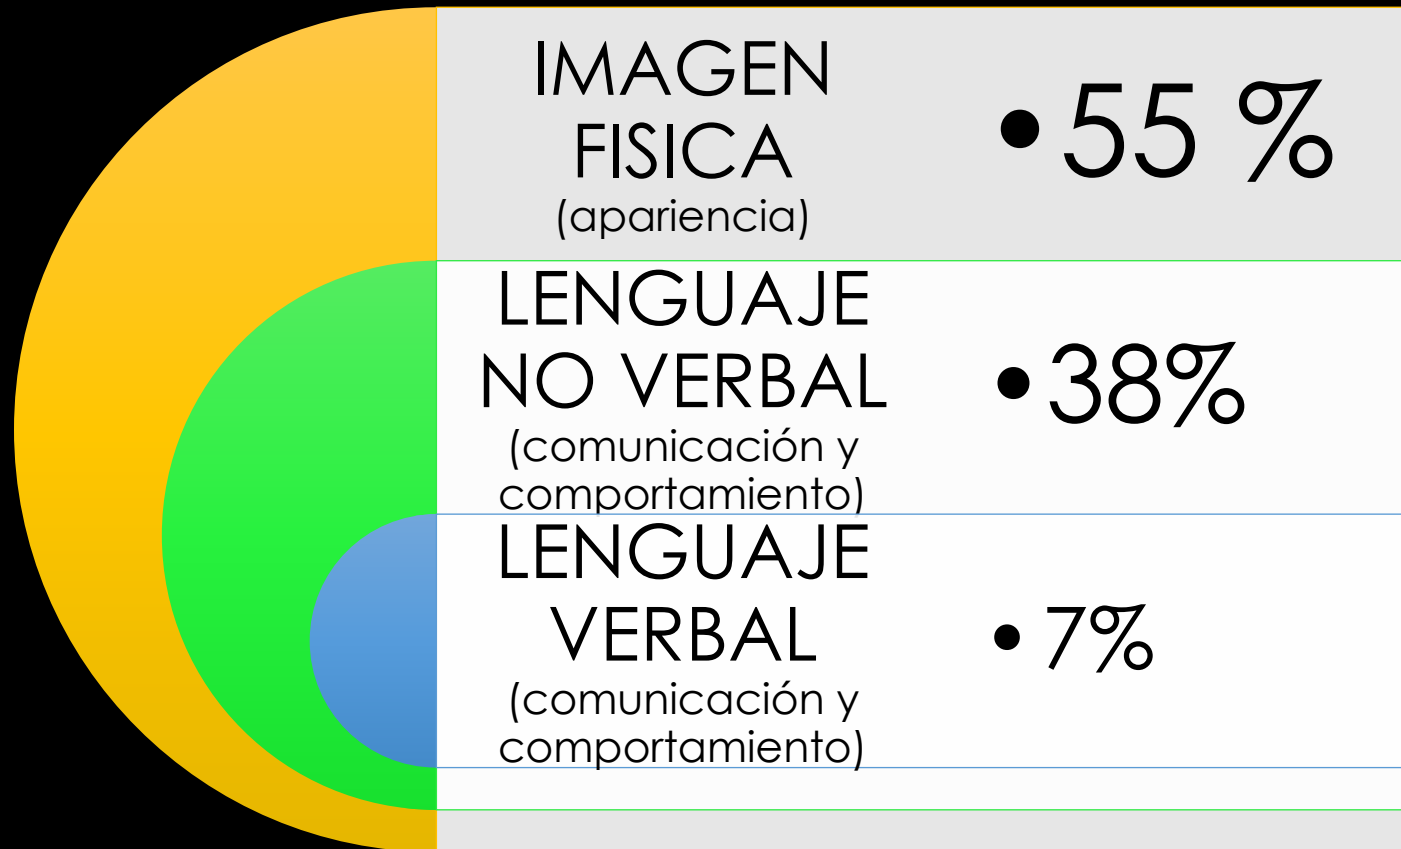 IMAGEN
FISICA
(apariencia)
•55 %
LENGUAJE
NO VERBAL
(comunicación y
comportamiento)
•38%
LENGUAJE
VERBAL
(comunicación y
comportamiento)
• 7%